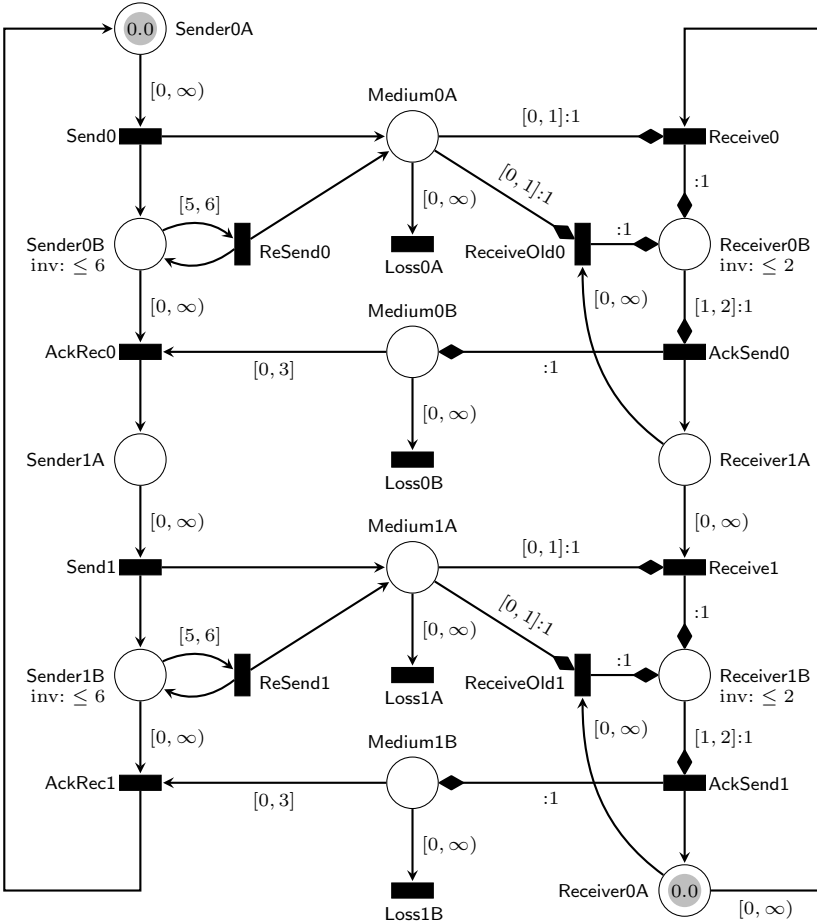 0.0
Sender0A
[0, ∞)
Medium0A
[0, 1]:1
Send0
Receive0
[0, 1]:1
:1
[5, 6]
[0, ∞)
Sender0B
inv: ≤ 6
ReSend0
Loss0A
ReceiveOld0
:1
Receiver0B
inv: ≤ 2
[0, ∞)
Medium0B
[0, ∞)
[1, 2]:1
AckRec0
[0, 3]
:1
AckSend0
[0, ∞)
Sender1A
Loss0B
Receiver1A
[0, ∞)
Medium1A
[0, ∞)
[0, 1]:1
Send1
Receive1
[0, 1]:1
:1
[5, 6]
[0, ∞)
Sender1B
inv: ≤ 6
ReSend1
Loss1A
ReceiveOld1
:1
Receiver1B
inv: ≤ 2
[0, ∞)
Medium1B
[0, ∞)
[1, 2]:1
AckRec1
[0, 3]
:1
AckSend1
[0, ∞)
Loss1B
Receiver0A
0.0
[0, ∞)